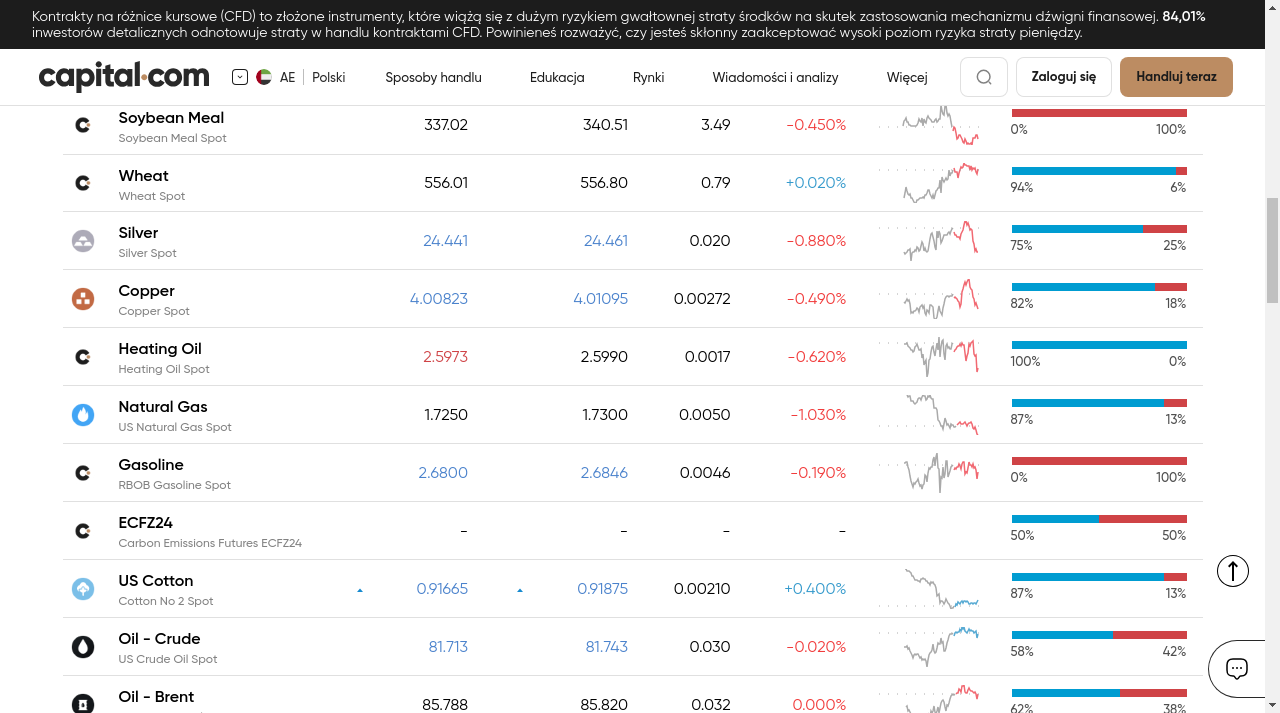 Kontrakty na różnice kursowe (CFD) to złożone instrumenty, które wiążą się z dużym ryzykiem gwałtownej straty środków na skutek zastosowania mechanizmu dźwigni finansowej. 84,01%
inwestorów detalicznych odnotowuje straty w handlu kontraktami CFD. Powinieneś rozważyć, czy jesteś skłonny zaakceptować wysoki poziom ryzyka straty pieniędzy.
capital.com AE Polski Sposoby handlu Edukacja Rynki Wiadomości i analizy Więcej Zaloguj się Handluj teraz
Soybean Meal 337.02 340.51 3.49 -0.450%
Soybean Meal Spot 0% 100%
Wheat 556.01 556.80 0.79 +0.020%
Wheat Spot 94% 6%
Silver 24.441 24.461 0.020 -0.880%
Silver Spot 75% 25%
Copper 4.00823 4.01095 0.00272 -0.490%
Copper Spot 82% 18%
Heating Oil 2.5973 2.5990 0.0017 -0.620%
Heating Oil Spot 100% 0%
Natural Gas 1.7250 1.7300 0.0050 -1.030%
US Natural Gas Spot 87% 13%
Gasoline 2.6800 2.6846 0.0046 -0.190%
RBOB Gasoline Spot 0% 100%
ECFZ24 - - - -
Carbon Emissions Futures ECFZ24 50% 50%
US Cotton 0.91665 0.91875 0.00210 +0.400%
Cotton No 2 Spot 87% 13%
Oil - Crude 81.713 81.743 0.030 -0.020%
US Crude Oil Spot 58% 42%
Oil - Brent 85.788 85.820 0.032 0.000%
62% 38%